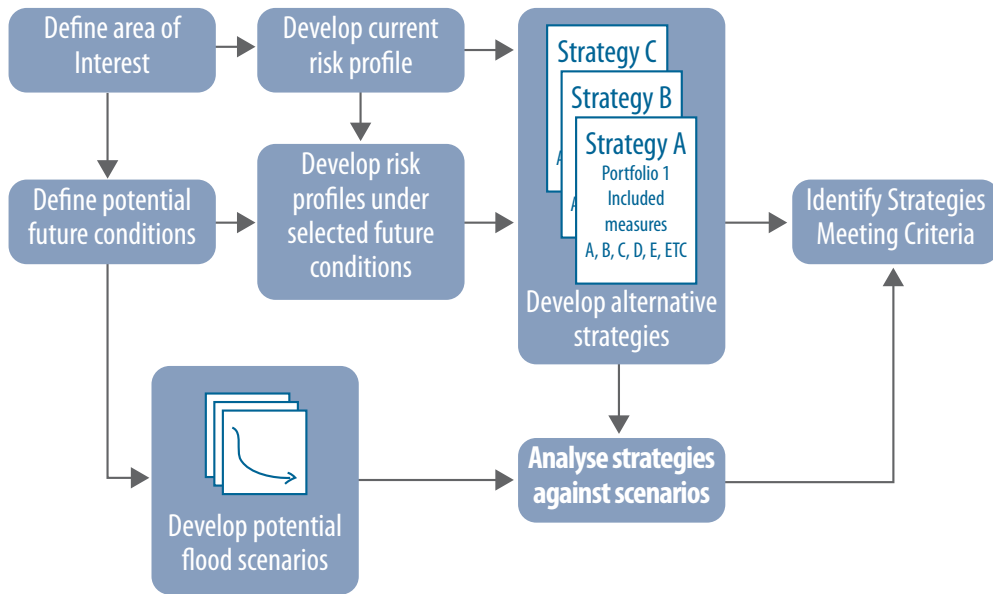 Define area of
Interest
Develop current
risk profile
Strategy C
A
Strategy B
A
Strategy A
Portfolio 1
Included
measures
A, B, C, D, E, ETC
Develop alternative
strategies
Define potential
future conditions
Develop risk
profiles under
selected future
conditions
Identify Strategies
Meeting Criteria
Develop potential
flood scenarios
Analyse strategies
against scenarios